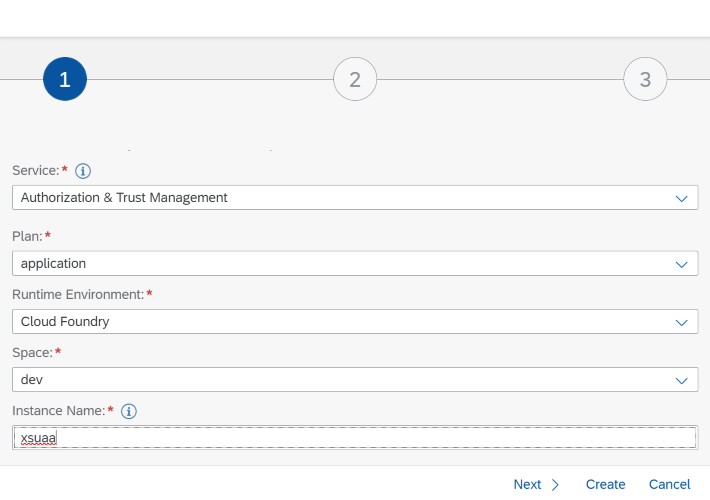 1 2 3
Service:*
Authorization & Trust Management
Plan:*
application
Runtime Environment:*
Cloud Foundry
Space:*
dev
Instance Name:*
xsuaa
Next Create Cancel